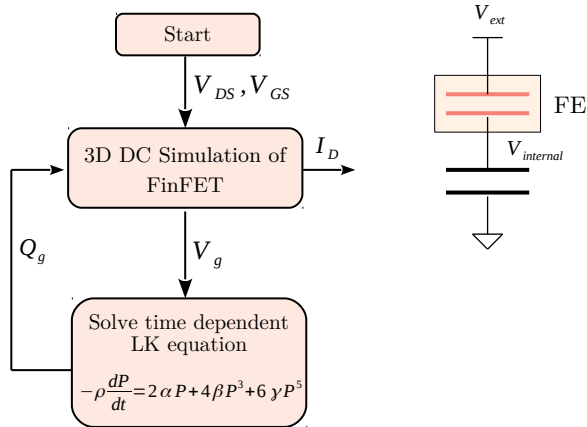 Start
V_DS , V_GS
3D DC Simulation of
FinFET
I_D
Q_g
V_g
Solve time dependent
LK equation
−ρ dP/dt = 2αP + 4βP³ + 6γP⁵
V_ext
FE
V_internal